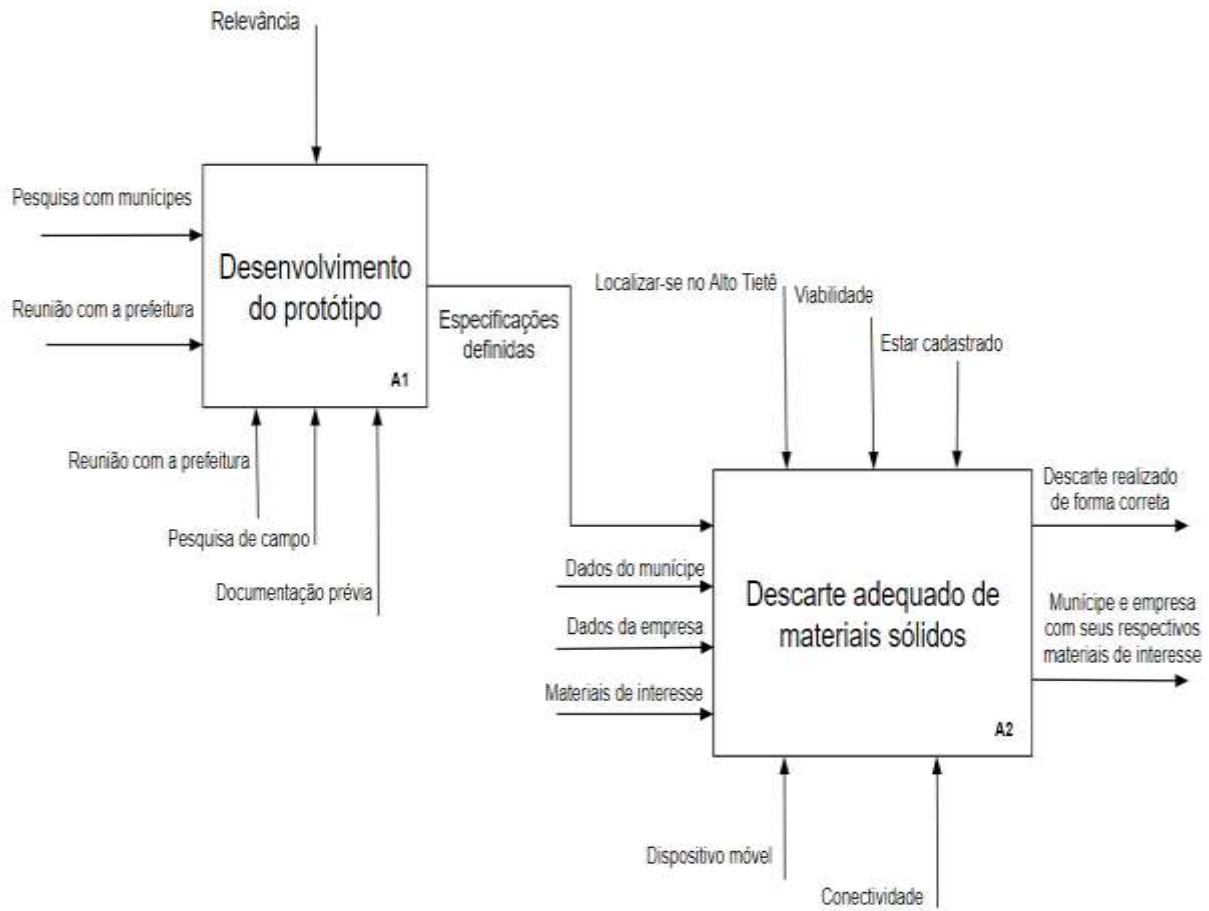 Relevância
Pesquisa com munícipes
Reunião com a prefeitura
Desenvolvimento
do protótipo
A1
Especificações
definidas
Reunião com a prefeitura
Pesquisa de campo
Documentação prévia
Localizar-se no Alto Tietê
Viabilidade
Estar cadastrado
Dados do munícipe
Dados da empresa
Materiais de interesse
Descarte adequado de
materiais sólidos
A2
Descarte realizado
de forma correta
Munícipe e empresa
com seus respectivos
materiais de interesse
Dispositivo móvel
Conectividade